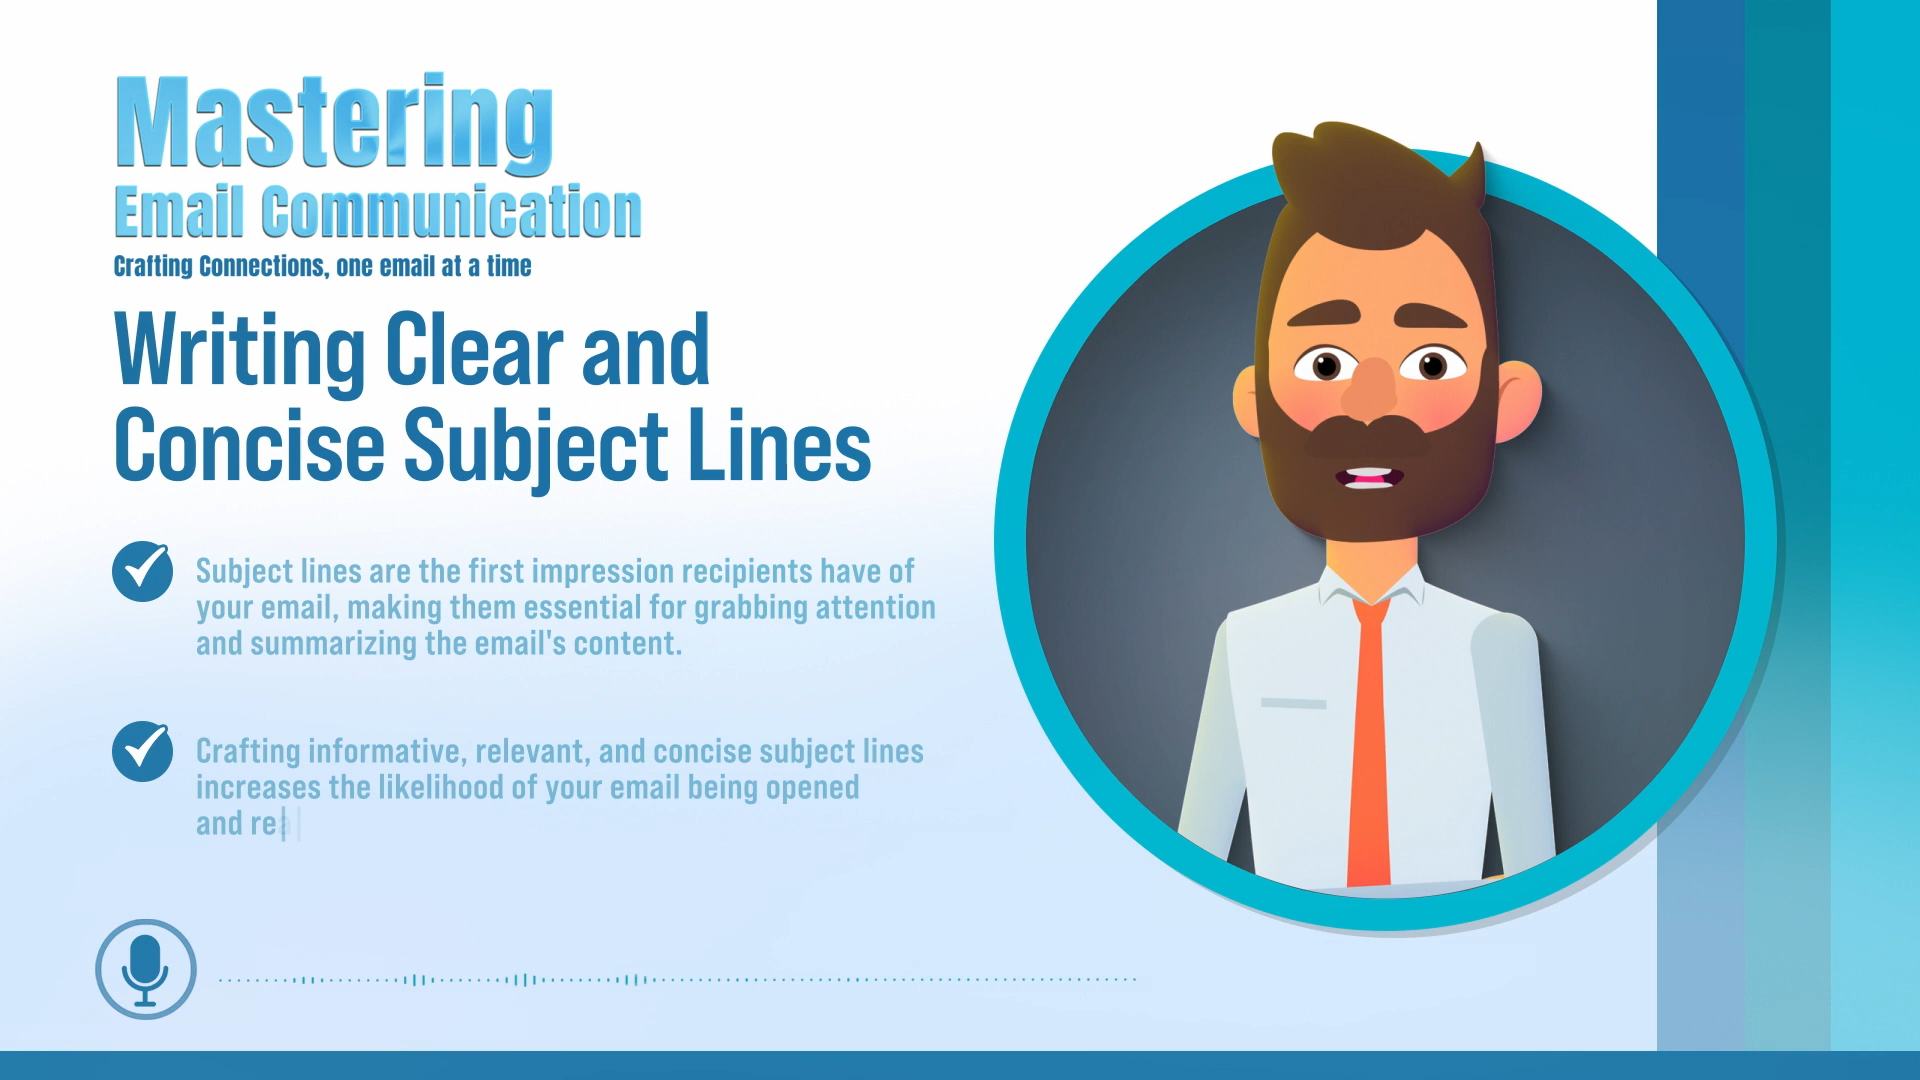 Mastering
Email Communication
Crafting Connections, one email at a time
Writing Clear and
Concise Subject Lines
Subject lines are the first impression recipients have of
your email, making them essential for grabbing attention
and summarizing the email's content.
Crafting informative, relevant, and concise subject lines
increases the likelihood of your email being opened
and rea